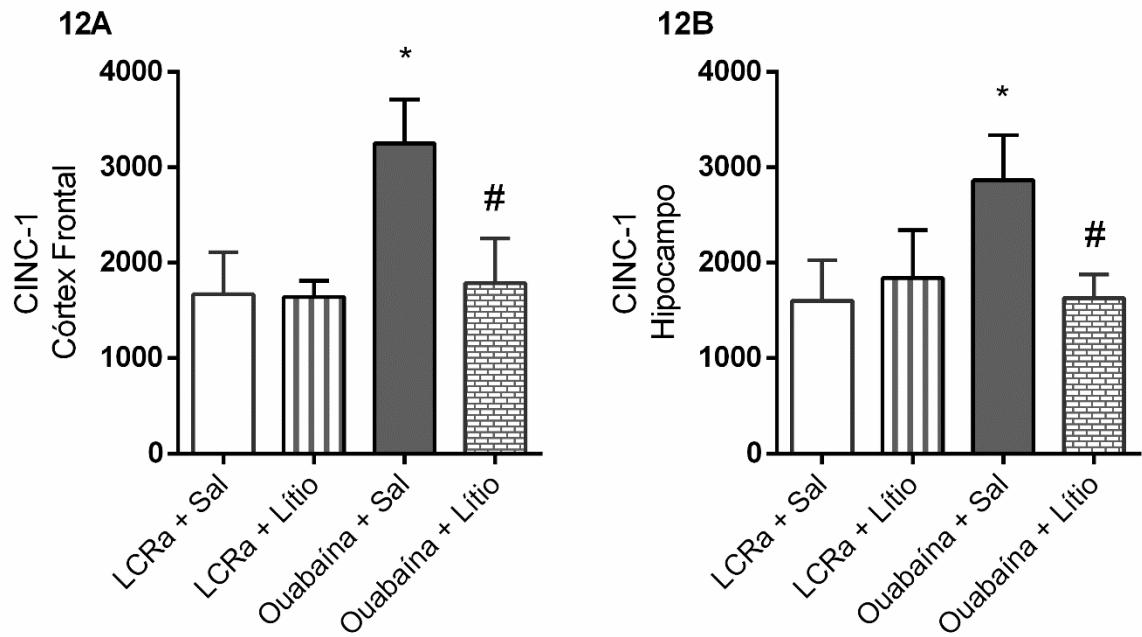 12A
*
4000
3000
#
2000
1000
0
CINC-1
Córtex Frontal
LCRa + Sal
LCRa + Lítio
Ouabaína + Sal
Ouabaína + Lítio
12B
4000
*
3000
#
2000
1000
0
CINC-1
Hipocampo
LCRa + Sal
LCRa + Lítio
Ouabaína + Sal
Ouabaína + Lítio